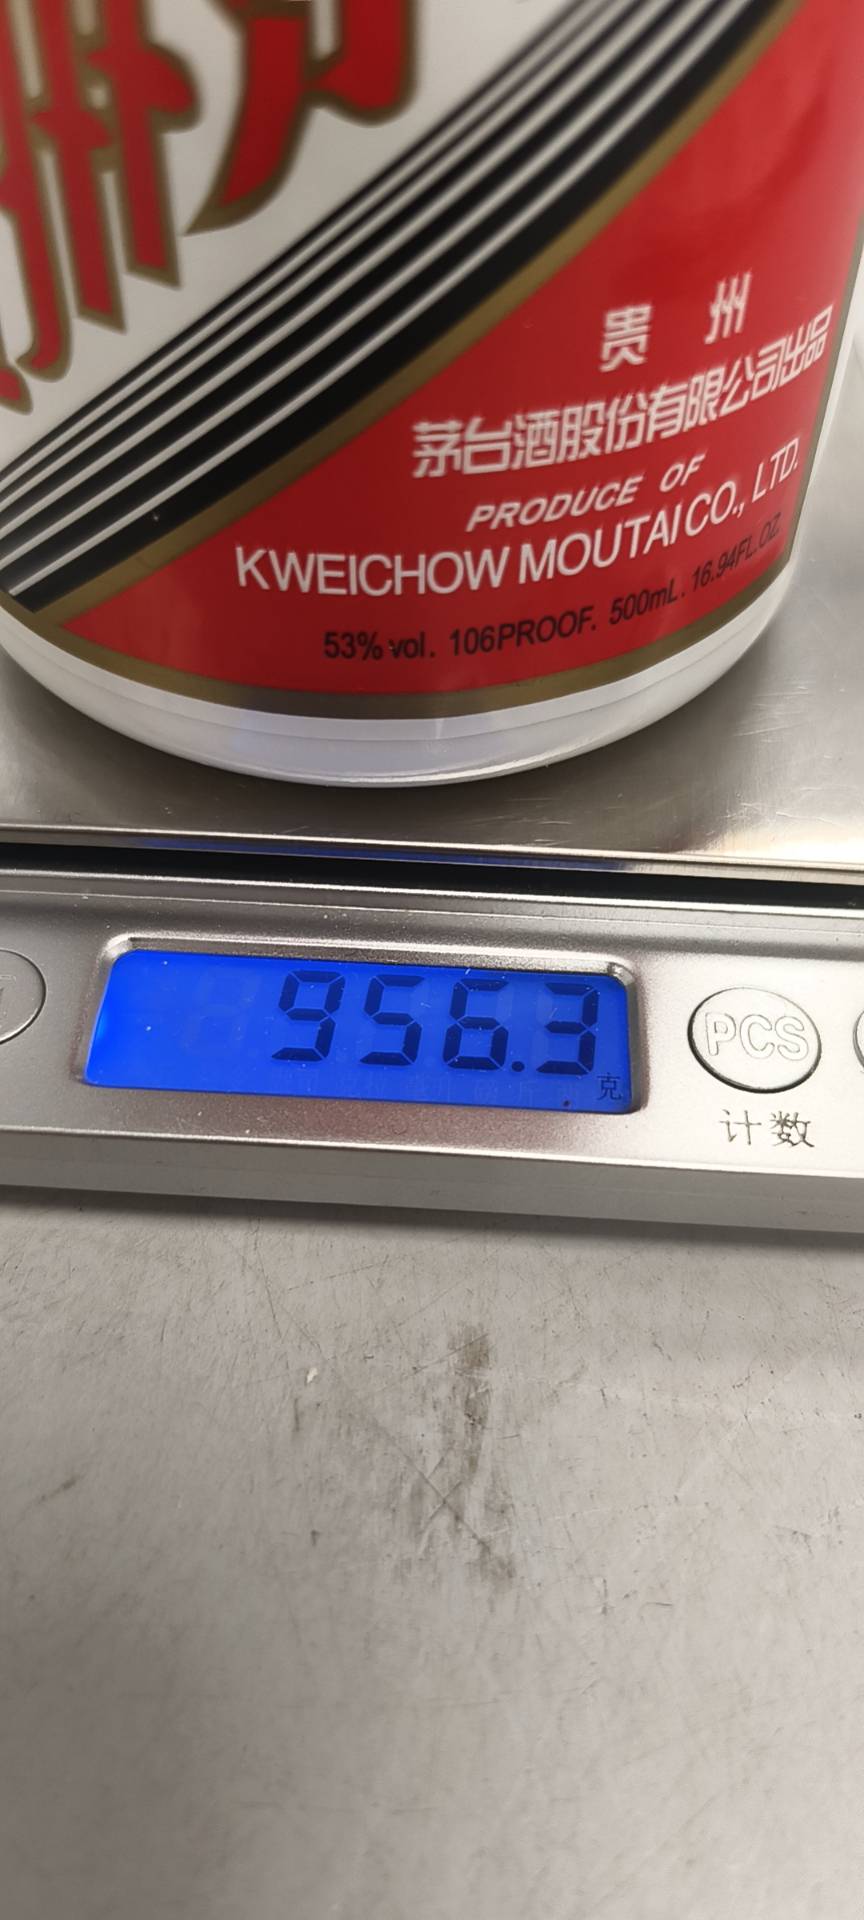 贵 州
茅台酒股份有限公司出品
PRODUCE OF
KWEICHOW MOUTAI CO., LTD.
53% vol. 106PROOF. 500mL. 16.94FL.OZ
956.3
克
PCS
计数